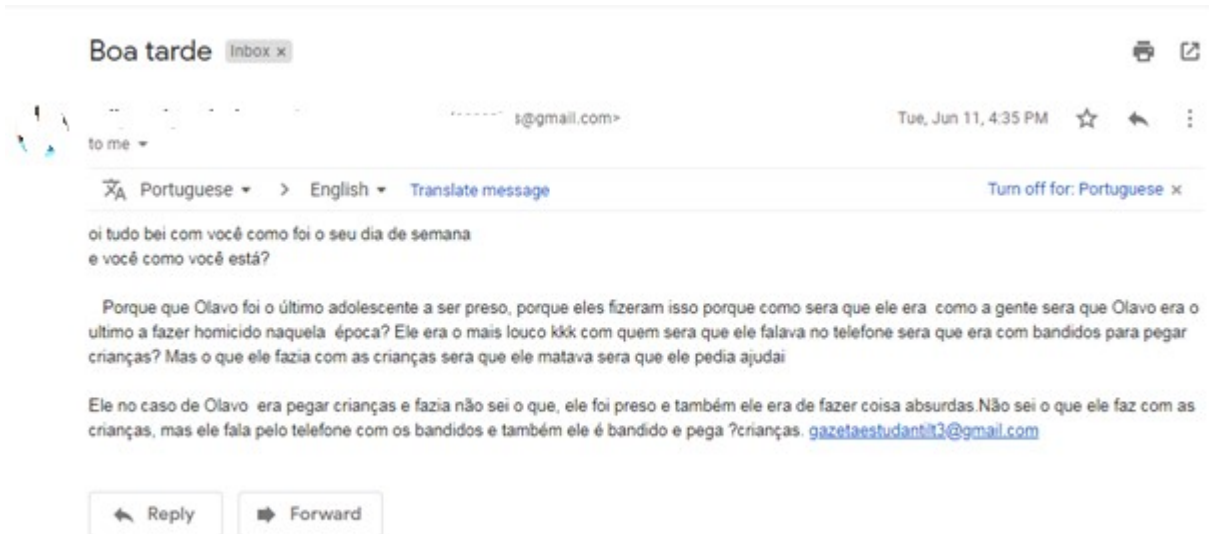 Boa tarde Inbox x
s@gmail.com> Tue, Jun 11, 4:35 PM
to me
Portuguese > English Translate message Turn off for: Portuguese x
oi tudo bei com você como foi o seu dia de semana
e você como você está?
Porque que Olavo foi o último adolescente a ser preso, porque eles fizeram isso porque como sera que ele era como a gente sera que Olavo era o
ultimo a fazer homicido naquela época? Ele era o mais louco kkk com quem sera que ele falava no telefone sera que era com bandidos para pegar
crianças? Mas o que ele fazia com as crianças sera que ele matava sera que ele pedia ajudai
Ele no caso de Olavo era pegar crianças e fazia não sei o que, ele foi preso e também ele era de fazer coisa absurdas.Não sei o que ele faz com as
crianças, mas ele fala pelo telefone com os bandidos e também ele é bandido e pega ?crianças. gazetaestudantilt3@gmail.com
Reply Forward